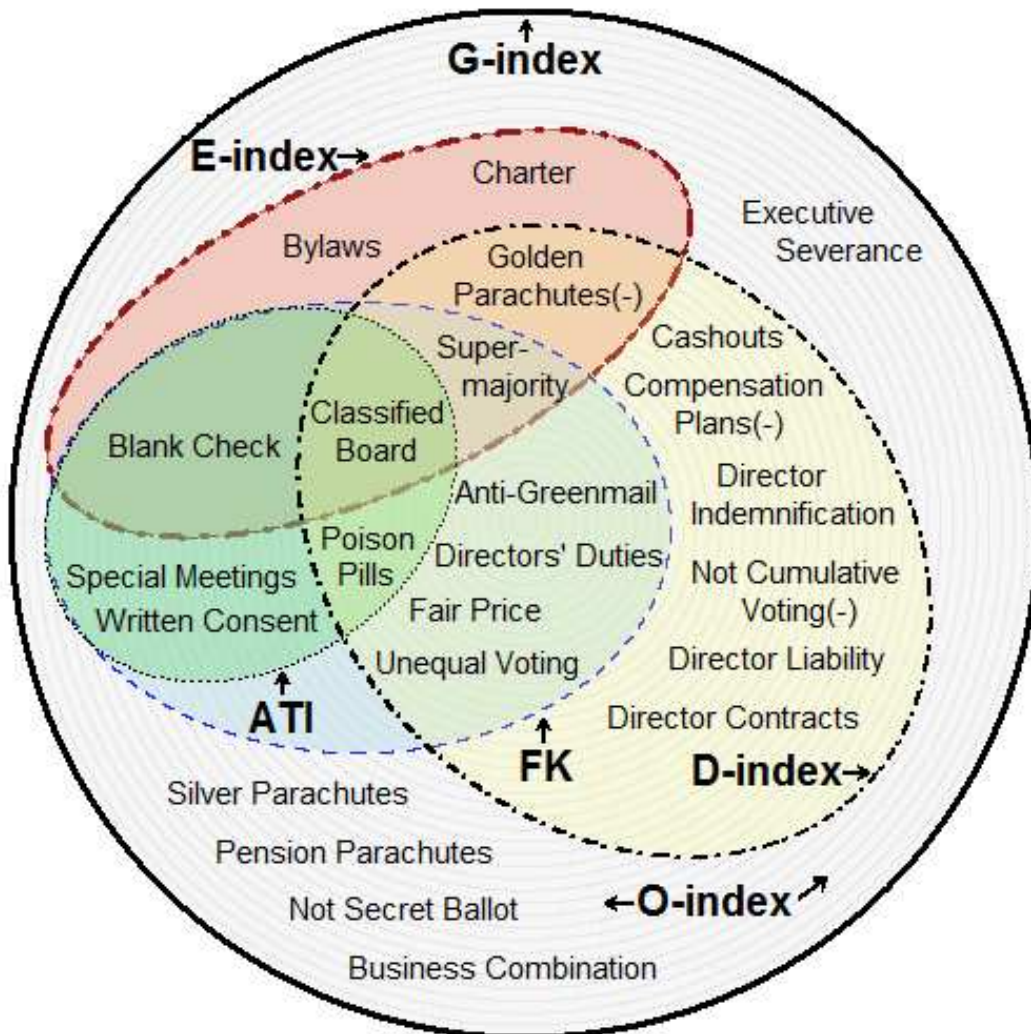 G-index
E-index
Charter
Executive
Severance
Bylaws
Golden
Parachutes(-)
Cashouts
Super-
majority
Compensation
Plans(-)
Blank Check
Classified
Board
Anti-Greenmail
Director
Indemnification
Poison
Pills
Directors' Duties
Special Meetings
Written Consent
Fair Price
Not Cumulative
Voting(-)
Unequal Voting
Director Liability
ATI
FK
Director Contracts
D-index
Silver Parachutes
Pension Parachutes
Not Secret Ballot
O-index
Business Combination